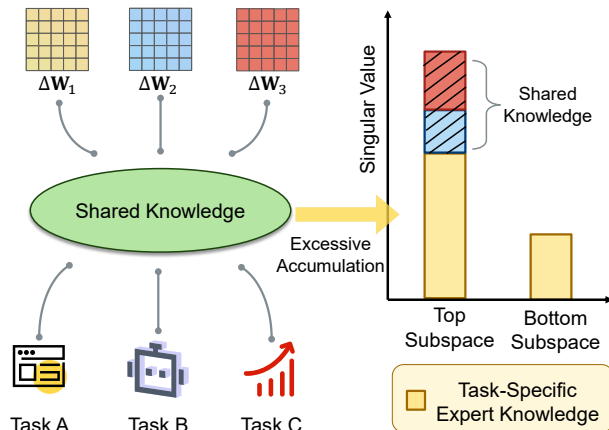 ΔW₁
ΔW₂
ΔW₃
Shared Knowledge
Excessive
Accumulation
Task A
Task B
Task C
Singular Value
Shared
Knowledge
Top
Subspace
Bottom
Subspace
Task-Specific
Expert Knowledge